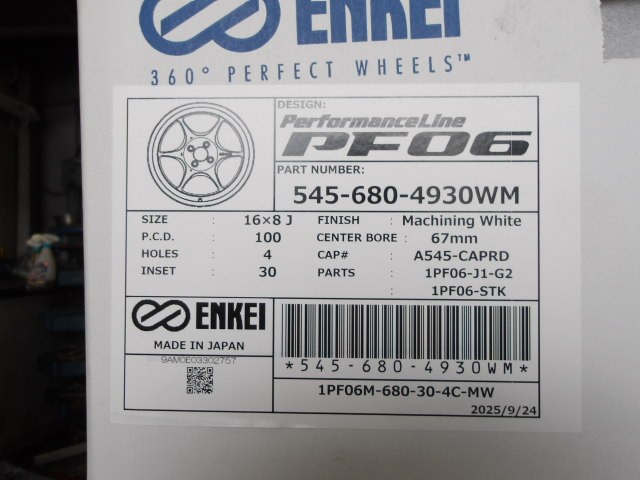 ENKEI
360° PERFECT WHEELS™
DESIGN:
PerformanceLine
PF06
PART NUMBER:
545-680-4930WM
SIZE : 16×8 J FINISH : Machining White
P.C.D. : 100 CENTER BORE : 67mm
HOLES : 4 CAP# : A545-CAPRD
INSET : 30 PARTS : 1PF06-J1-G2
: 1PF06-STK
ENKEI
MADE IN JAPAN
9AM0E03302757
*545-680-4930WM*
1PF06M-680-30-4C-MW
2025/9/24